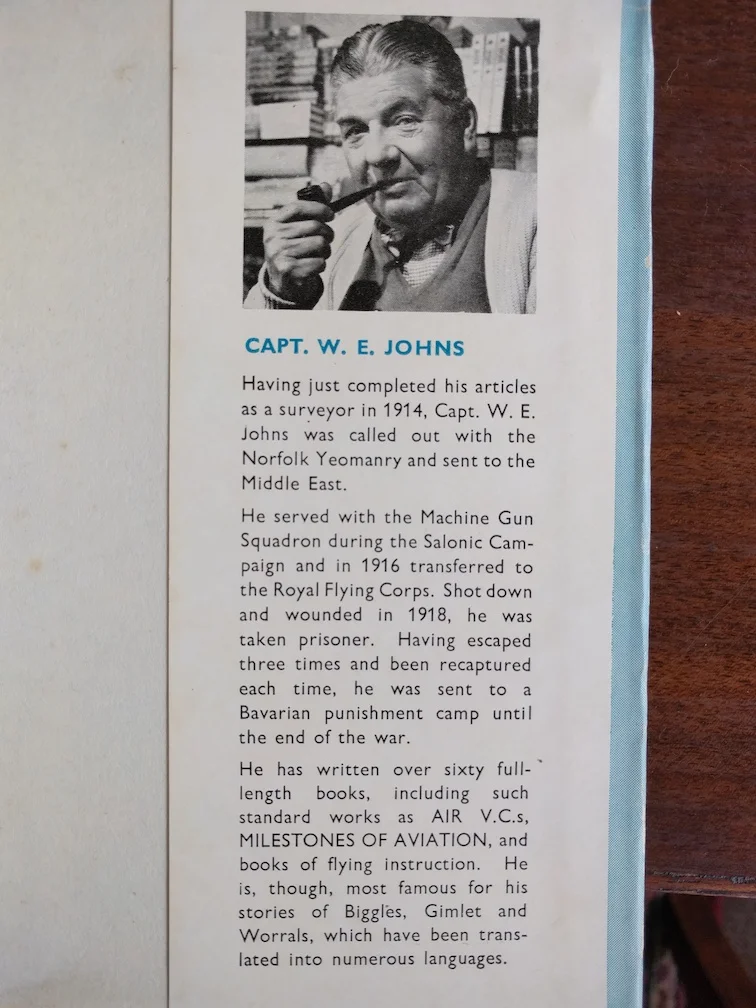 CAPT. W. E. JOHNS
Having just completed his articles
as a surveyor in 1914, Capt. W. E.
Johns was called out with the
Norfolk Yeomanry and sent to the
Middle East.
He served with the Machine Gun
Squadron during the Salonic Cam-
paign and in 1916 transferred to
the Royal Flying Corps. Shot down
and wounded in 1918, he was
taken prisoner. Having escaped
three times and been recaptured
each time, he was sent to a
Bavarian punishment camp until
the end of the war.
He has written over sixty full-
length books, including such
standard works as AIR V.C.s,
MILESTONES OF AVIATION, and
books of flying instruction. He
is, though, most famous for his
stories of Biggles, Gimlet and
Worrals, which have been trans-
lated into numerous languages.